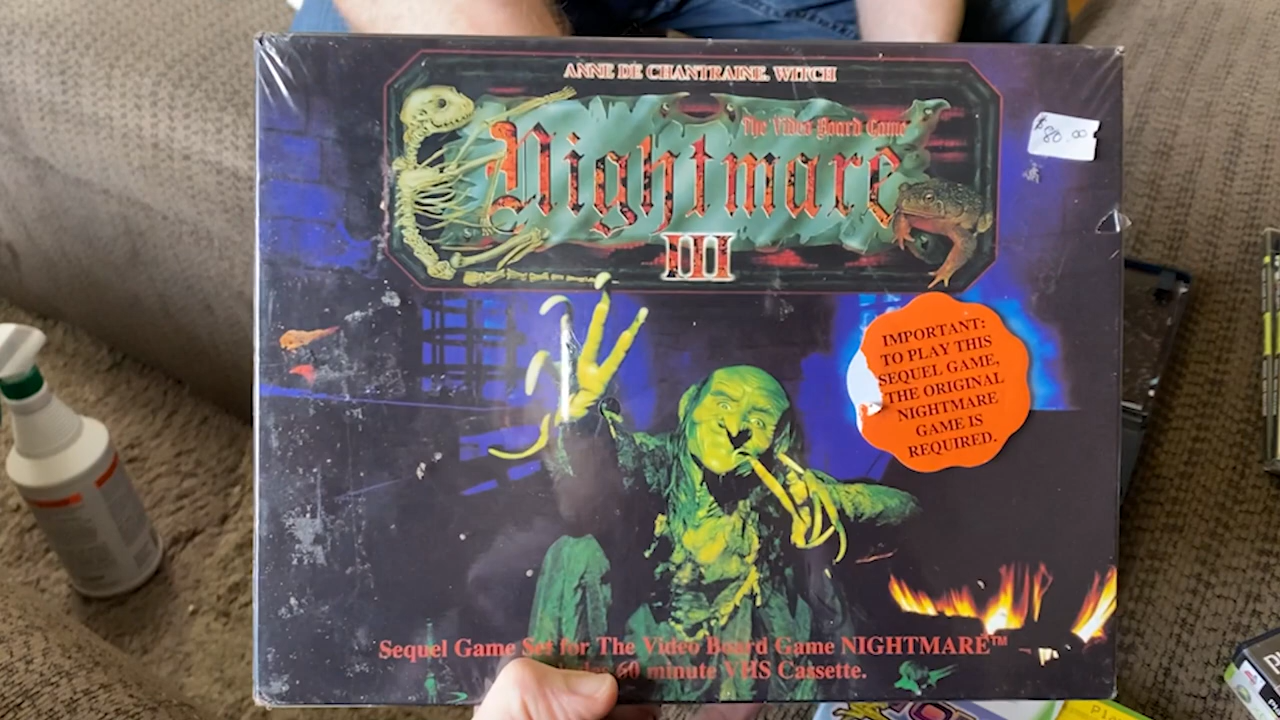 ANNE DE CHANTRAINE, WITCH
The Video Board Game
Nightmare
III
$80.00
IMPORTANT:
TO PLAY THIS
SEQUEL GAME,
THE ORIGINAL
NIGHTMARE
GAME IS
REQUIRED.
Sequel Game Set for The Video Board Game NIGHTMARE™
60 minute VHS Cassette.